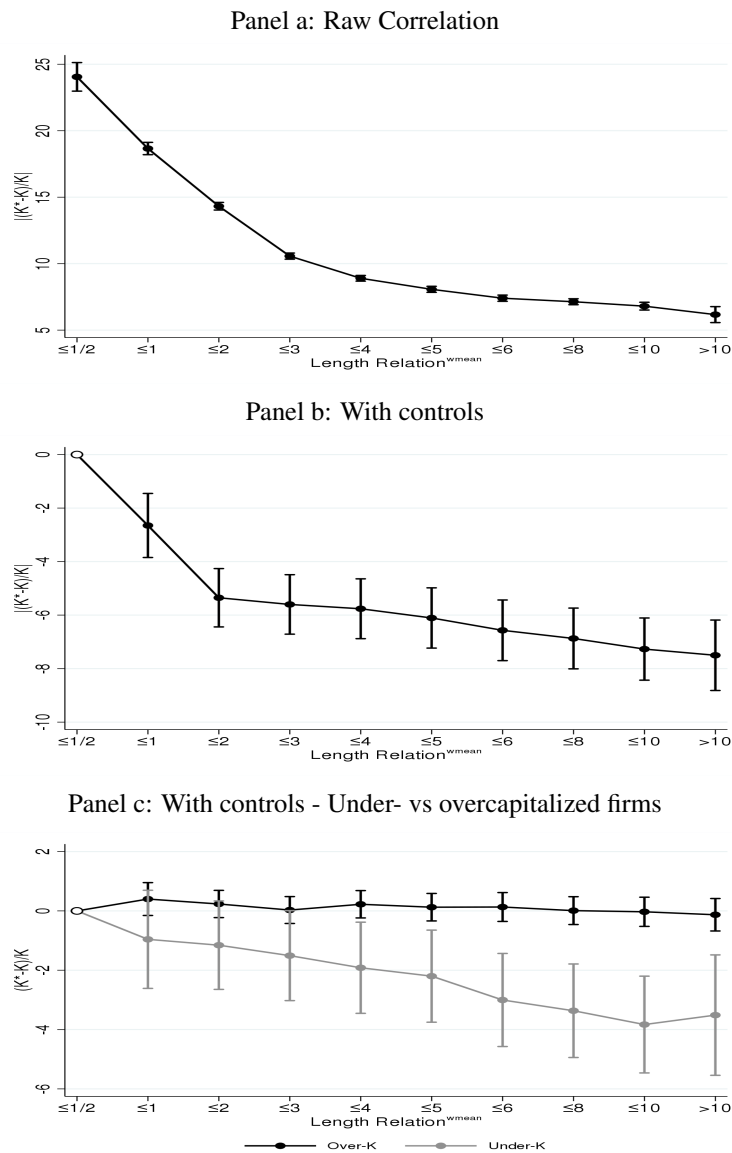 Panel a: Raw Correlation
|(K*-K)/K|
25
20
15
10
5
≤1/2 ≤1 ≤2 ≤3 ≤4 ≤5 ≤6 ≤8 ≤10 >10
Length Relation^wmean
Panel b: With controls
|(K*-K)/K|
0
-2
-4
-6
-8
-10
≤1/2 ≤1 ≤2 ≤3 ≤4 ≤5 ≤6 ≤8 ≤10 >10
Length Relation^wmean
Panel c: With controls - Under- vs overcapitalized firms
(K*-K)/K
2
0
-2
-4
-6
≤1/2 ≤1 ≤2 ≤3 ≤4 ≤5 ≤6 ≤8 ≤10 >10
Length Relation^wmean
Over-K Under-K